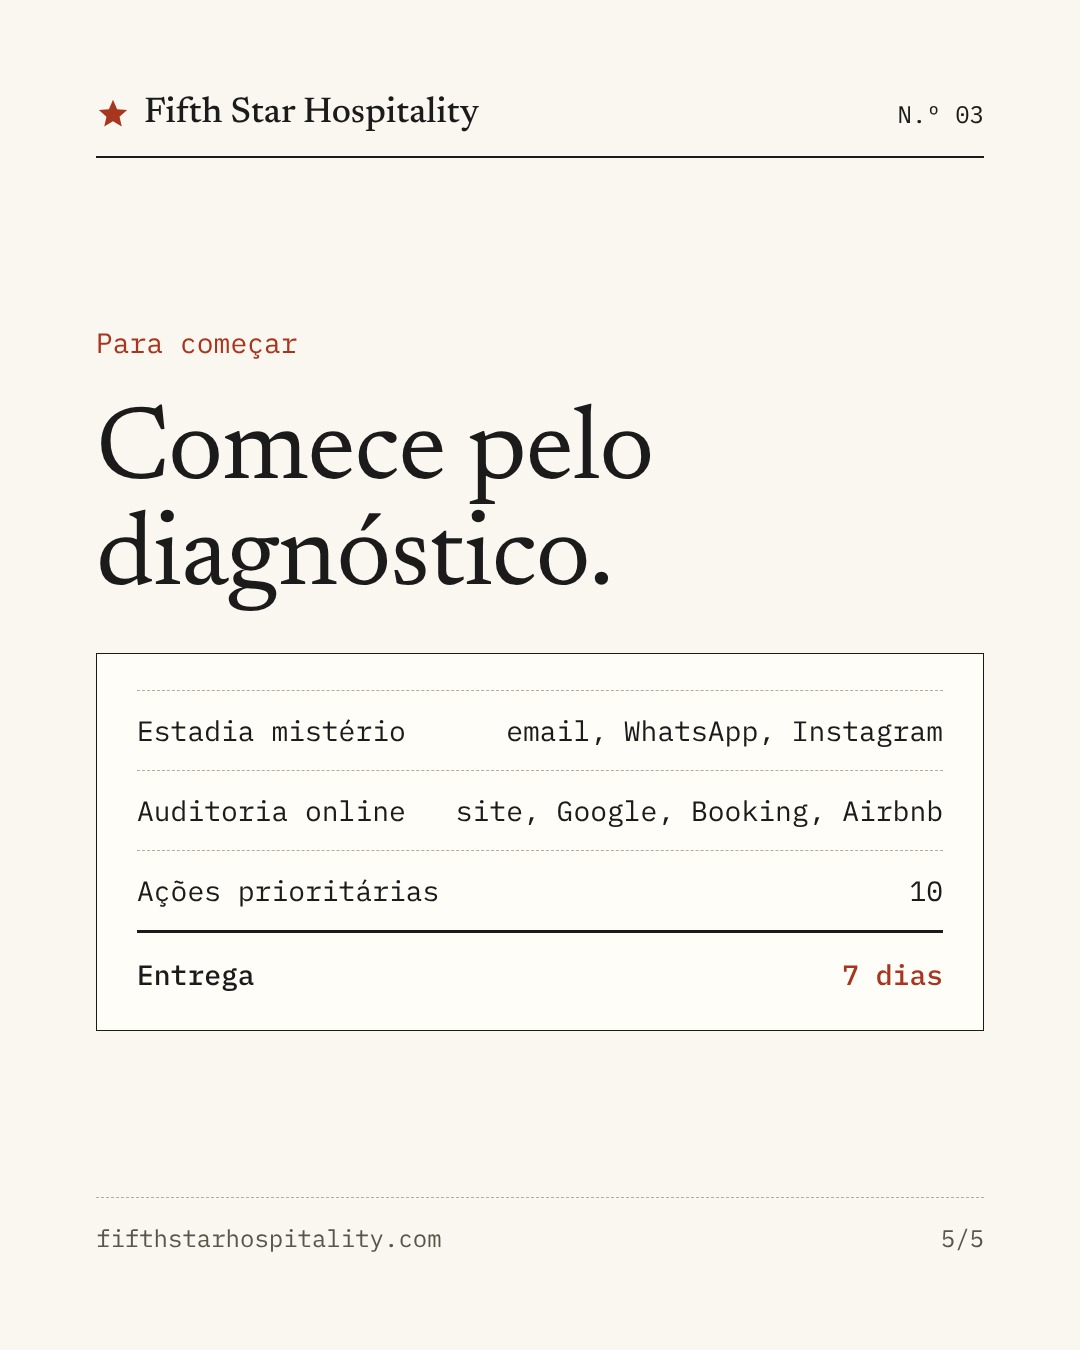 Fifth Star Hospitality N.º 03
Para começar
Comece pelo
diagnóstico.
Estadia mistério email, WhatsApp, Instagram
Auditoria online site, Google, Booking, Airbnb
Ações prioritárias 10
Entrega 7 dias
fifthstarhospitality.com 5/5